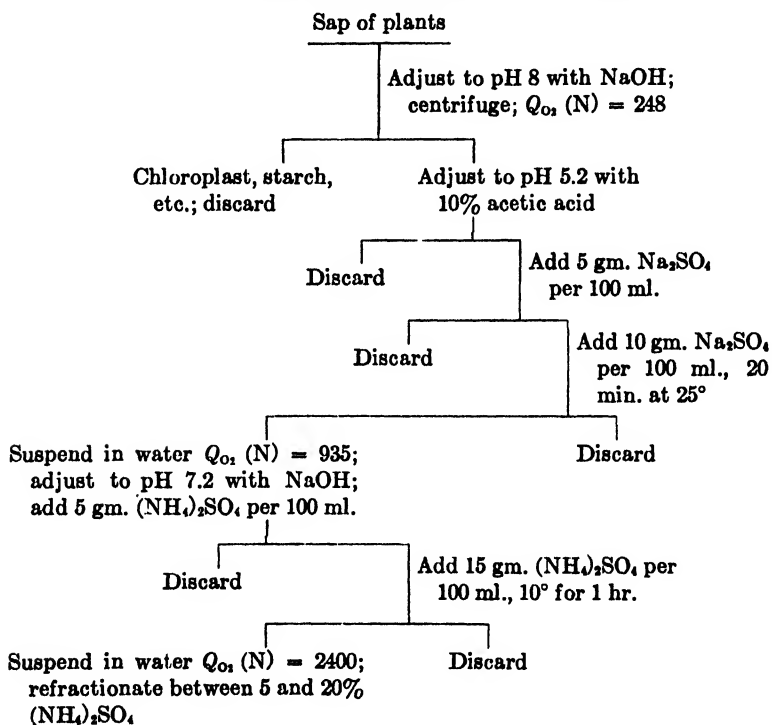 Sap of plants
Adjust to pH 8 with NaOH;
centrifuge; Q_O₂ (N) = 248
Chloroplast, starch,
etc.; discard
Adjust to pH 5.2 with
10% acetic acid
Discard
Add 5 gm. Na₂SO₄
per 100 ml.
Discard
Add 10 gm. Na₂SO₄
per 100 ml., 20
min. at 25°
Suspend in water Q_O₂ (N) = 935;
adjust to pH 7.2 with NaOH;
add 5 gm. (NH₄)₂SO₄ per 100 ml.
Discard
Discard
Add 15 gm. (NH₄)₂SO₄ per
100 ml., 10° for 1 hr.
Suspend in water Q_O₂ (N) = 2400;
refractionate between 5 and 20%
(NH₄)₂SO₄
Discard